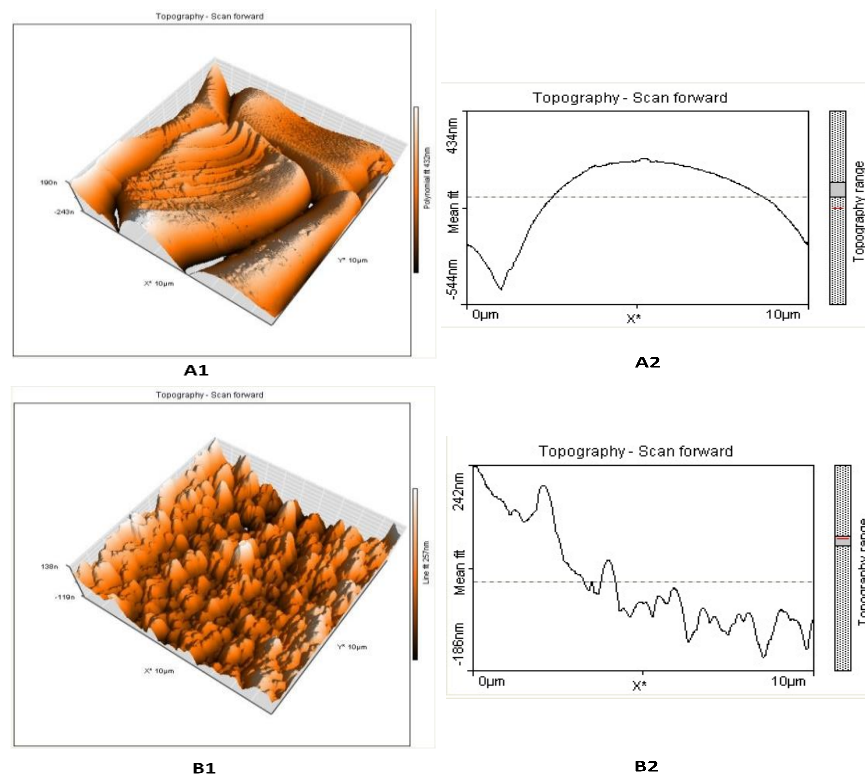 Topography - Scan forward
190n
-243n
X* 10µm
Y* 10µm
Polynomial fit 432nm
A1
Topography - Scan forward
434nm
Mean fit
-544nm
0µm
X*
10µm
Topography range
A2
Topography - Scan forward
138n
-119n
X* 10µm
Y* 10µm
Line fit 257nm
B1
Topography - Scan forward
242nm
Mean fit
-186nm
0µm
X*
10µm
Topography range
B2